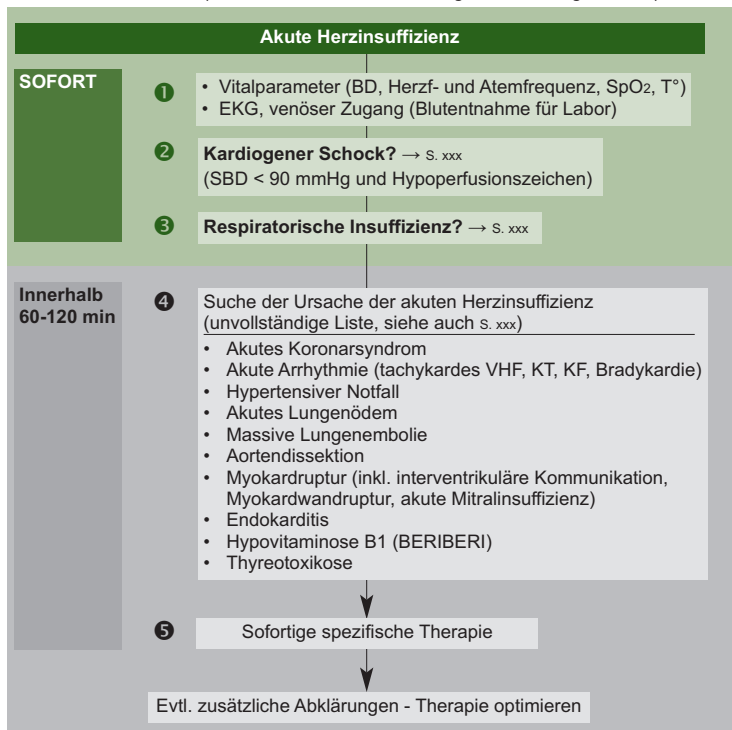 Akute Herzinsuffizienz
SOFORT
❶
• Vitalparameter (BD, Herzf- und Atemfrequenz, SpO2, T°)
• EKG, venöser Zugang (Blutentnahme für Labor)
❷
Kardiogener Schock? → s. xxx
(SBD < 90 mmHg und Hypoperfusionszeichen)
❸
Respiratorische Insuffizienz? → s. xxx
Innerhalb
60-120 min
❹
Suche der Ursache der akuten Herzinsuffizienz
(unvollständige Liste, siehe auch s. xxx)
• Akutes Koronarsyndrom
• Akute Arrhythmie (tachykardes VHF, KT, KF, Bradykardie)
• Hypertensiver Notfall
• Akutes Lungenödem
• Massive Lungenembolie
• Aortendissektion
• Myokardruptur (inkl. interventrikuläre Kommunikation,
Myokardwandruptur, akute Mitralinsuffizienz)
• Endokarditis
• Hypovitaminose B1 (BERIBERI)
• Thyreotoxikose
❺
Sofortige spezifische Therapie
Evtl. zusätzliche Abklärungen - Therapie optimieren